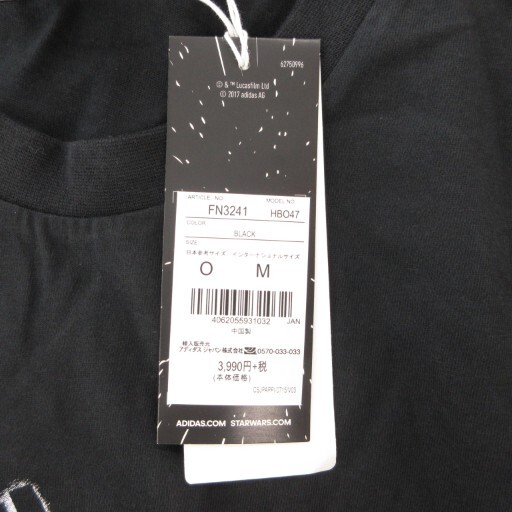 62750996
© & ™ Lucasfilm Ltd
© 2017 adidas AG
ARTICLE NO. MODEL NO.
FN3241 HBO47
COLOR
BLACK
SIZE
日本参考サイズ インターナショナルサイズ
O M
4062055931032 JAN
中国製
輸入販売元
アディダス ジャパン株式会社 0570-033-033
3,990円+税
(本体価格)
ADIDAS.COM STARWARS.COM